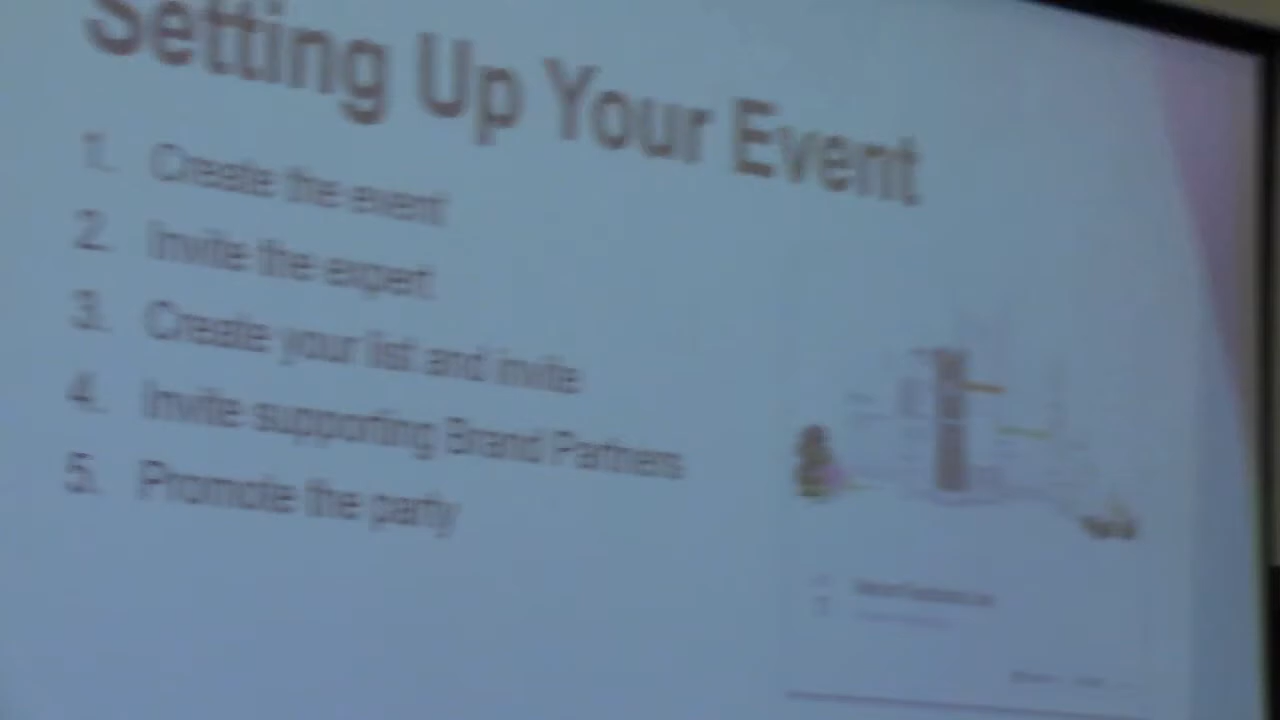 Setting Up Your Event
1. Create the event
2. Invite the expert
3. Create your list and invite
4. Invite supporting Brand Partners
5. Promote the party